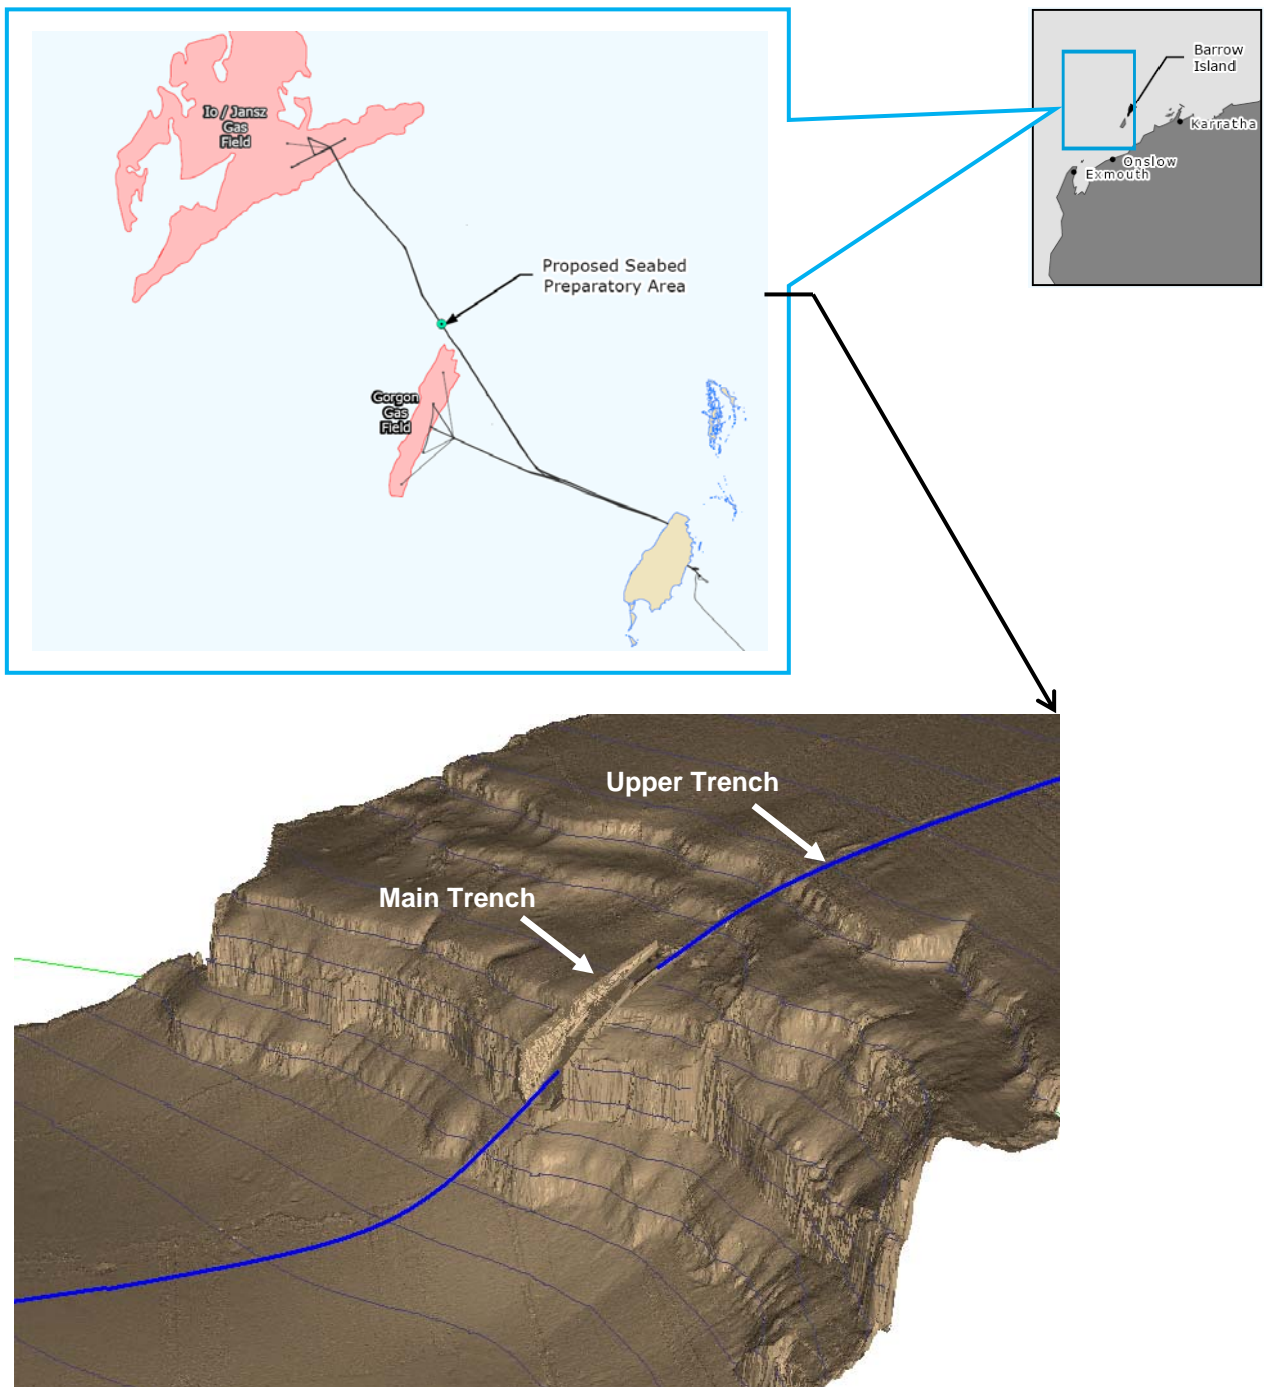 Io / Jansz
Gas
Field
Proposed Seabed
Preparatory Area
Gorgon
Gas
Field
Barrow
Island
Karratha
Onslow
Exmouth
Upper Trench
Main Trench